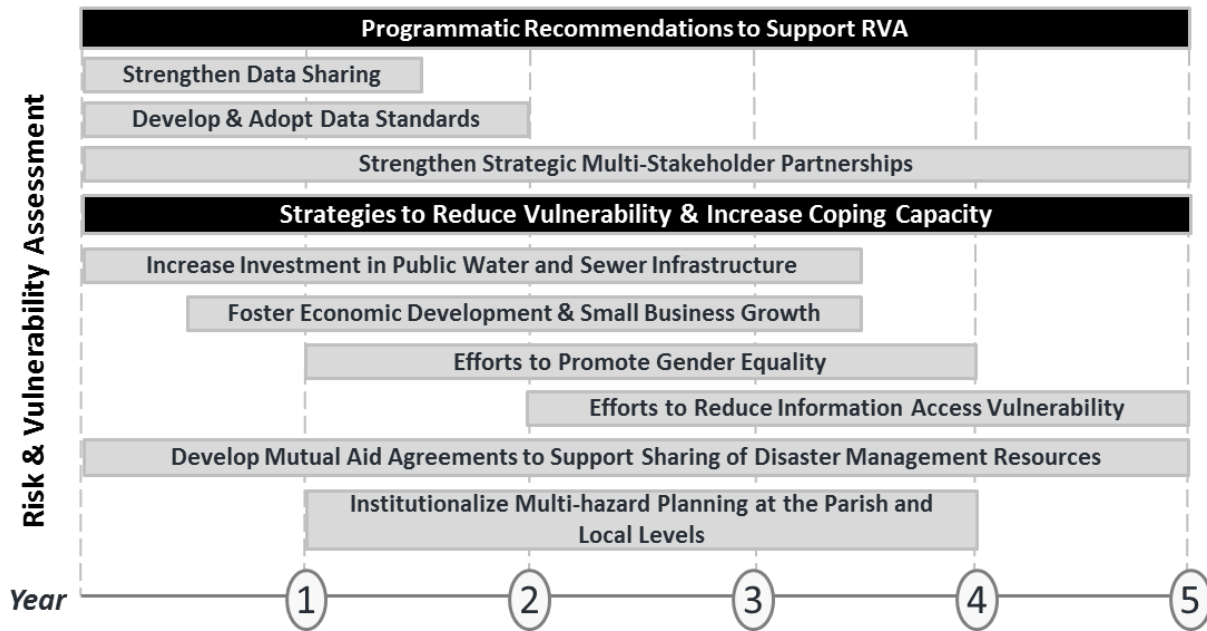 Programmatic Recommendations to Support RVA
Strengthen Data Sharing
Develop & Adopt Data Standards
Strengthen Strategic Multi-Stakeholder Partnerships
Strategies to Reduce Vulnerability & Increase Coping Capacity
Increase Investment in Public Water and Sewer Infrastructure
Foster Economic Development & Small Business Growth
Efforts to Promote Gender Equality
Efforts to Reduce Information Access Vulnerability
Develop Mutual Aid Agreements to Support Sharing of Disaster Management Resources
Institutionalize Multi-hazard Planning at the Parish and
Local Levels
Risk & Vulnerability Assessment
Year 1 2 3 4 5